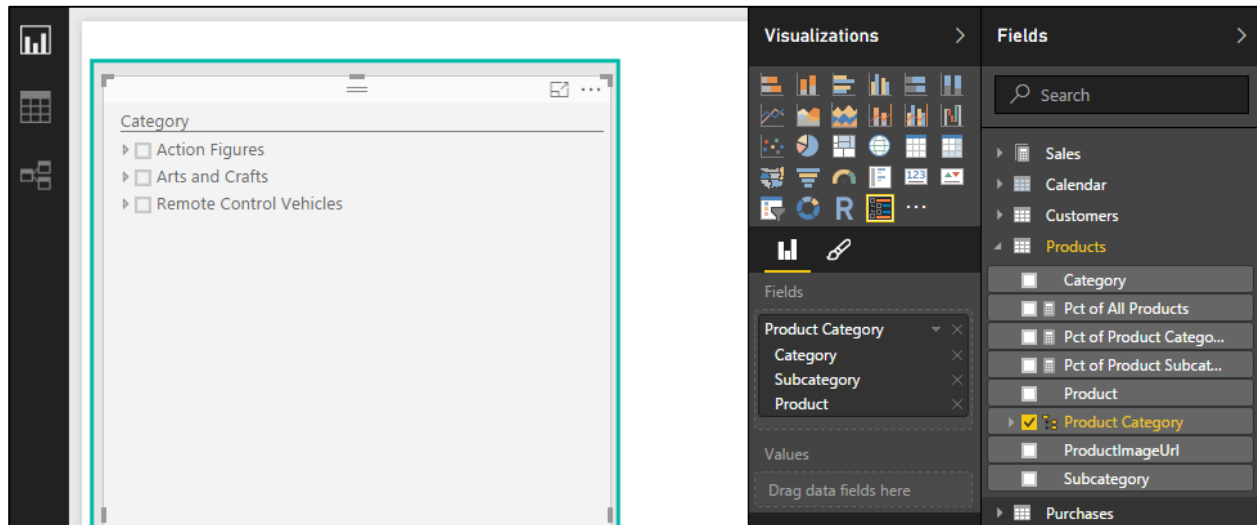 Category
Action Figures
Arts and Crafts
Remote Control Vehicles
Visualizations
123
R
Fields
Product Category
Category
Subcategory
Product
Values
Drag data fields here
Fields
Search
Sales
Calendar
Customers
Products
Category
Pct of All Products
Pct of Product Catego...
Pct of Product Subcat...
Product
Product Category
ProductImageUrl
Subcategory
Purchases